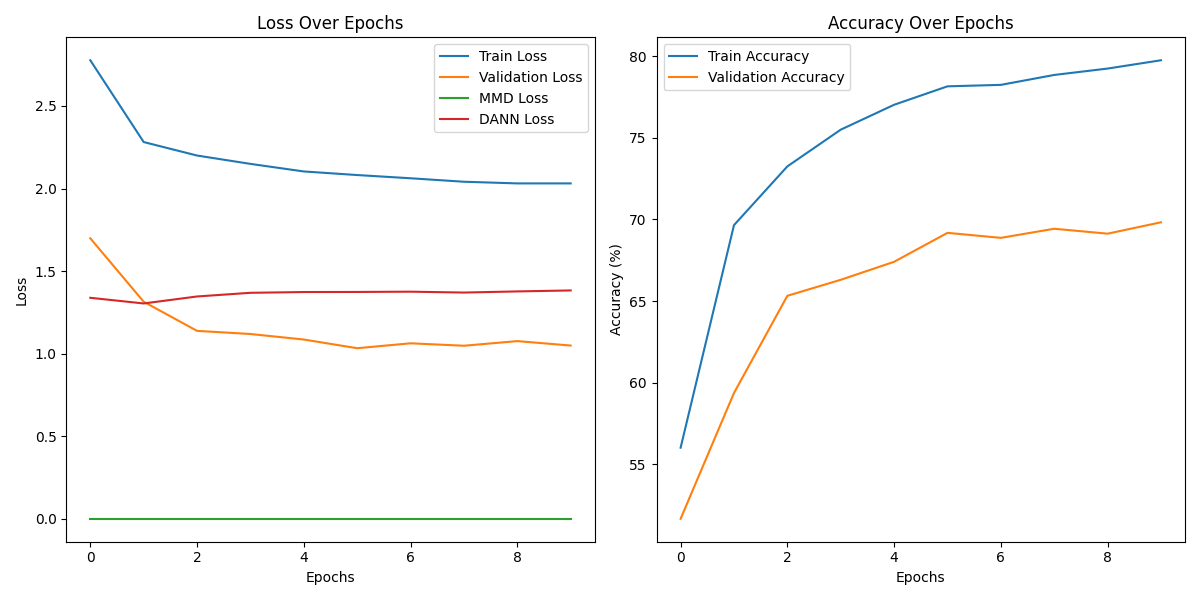 Loss Over Epochs
Train Loss
Validation Loss
MMD Loss
DANN Loss
2.5
2.0
1.5
1.0
0.5
0.0
Loss
0 2 4 6 8
Epochs
Accuracy Over Epochs
Train Accuracy
Validation Accuracy
80
75
70
65
60
55
Accuracy (%)
0 2 4 6 8
Epochs